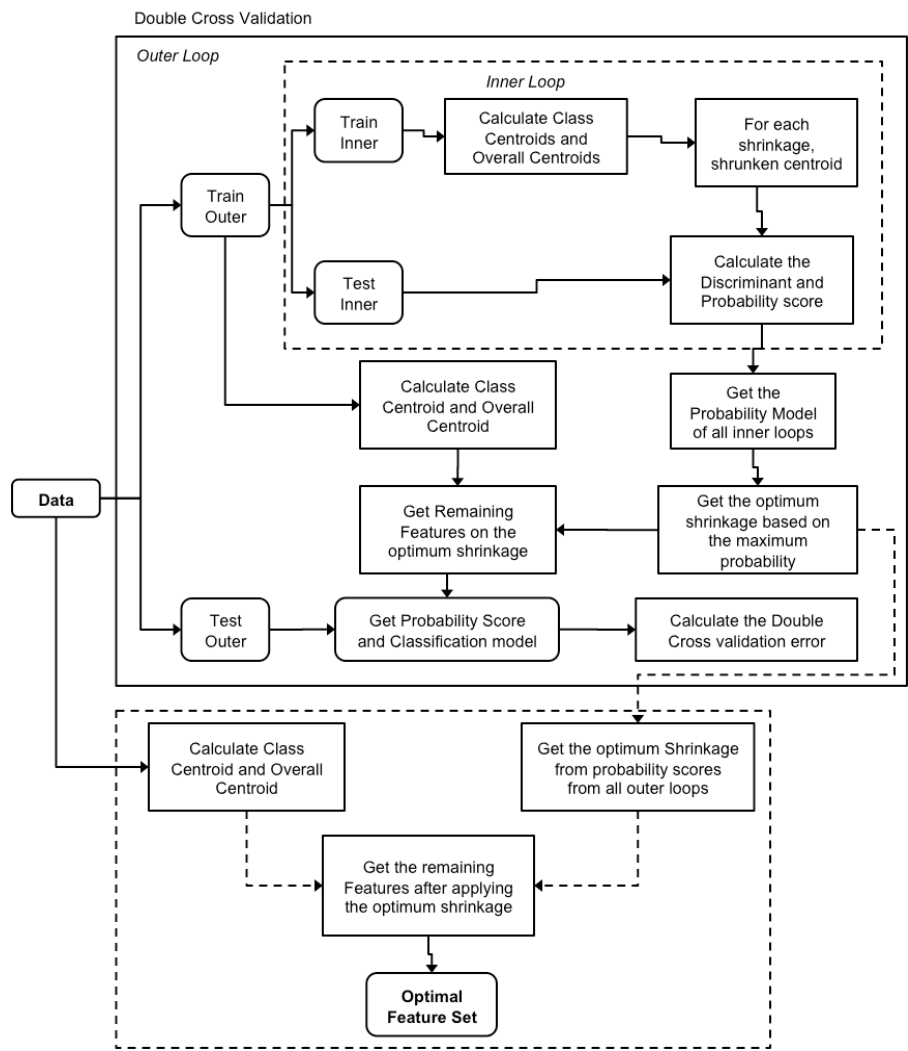 Double Cross Validation
Outer Loop
Inner Loop
Train
Inner
Calculate Class
Centroids and
Overall Centroids
For each
shrinkage,
shrunken centroid
Train
Outer
Test
Inner
Calculate the
Discriminant and
Probability score
Calculate Class
Centroid and Overall
Centroid
Get the
Probability Model
of all inner loops
Data
Get Remaining
Features on the
optimum shrinkage
Get the optimum
shrinkage based on
the maximum
probability
Test
Outer
Get Probability Score
and Classification model
Calculate the Double
Cross validation error
Calculate Class
Centroid and Overall
Centroid
Get the optimum Shrinkage
from probability scores
from all outer loops
Get the remaining
Features after applying
the optimum shrinkage
Optimal
Feature Set